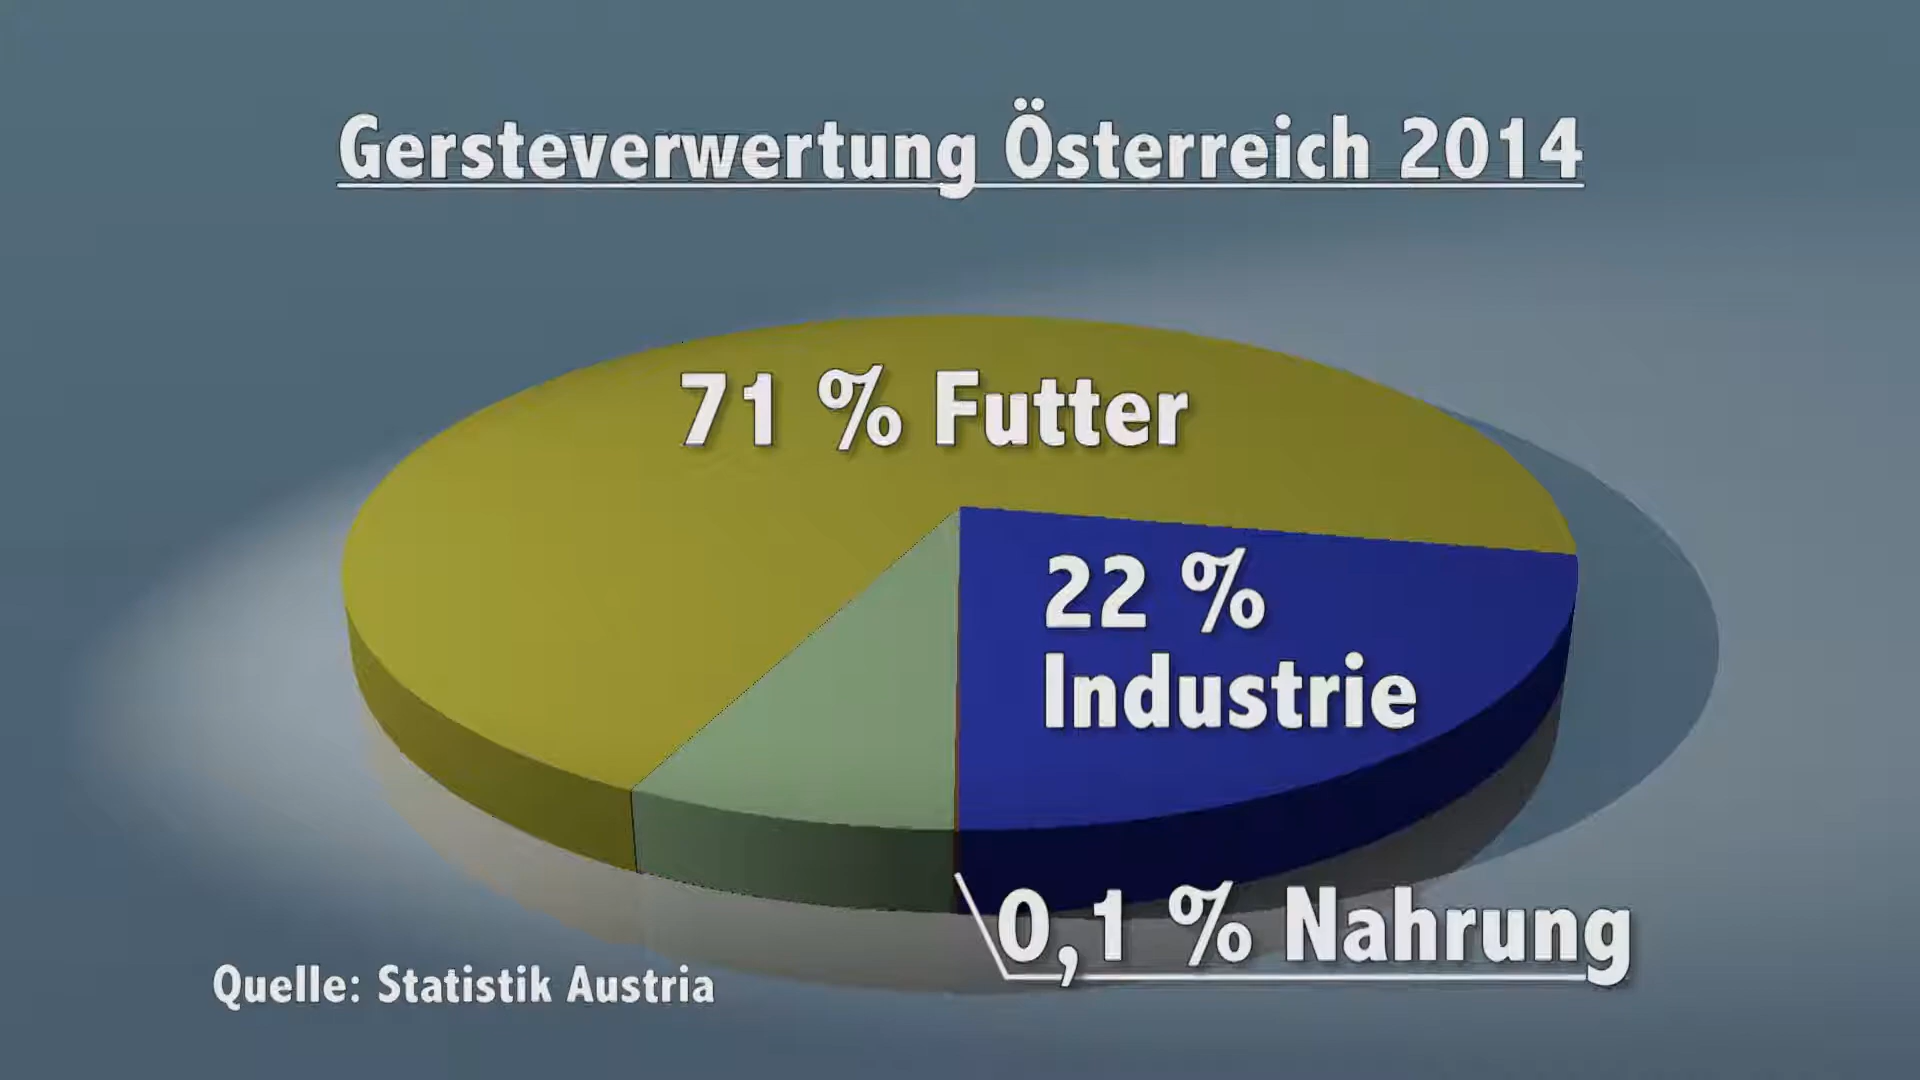 Gersteverwertung Österreich 2014
71 % Futter
22 %
Industrie
0,1 % Nahrung
Quelle: Statistik Austria